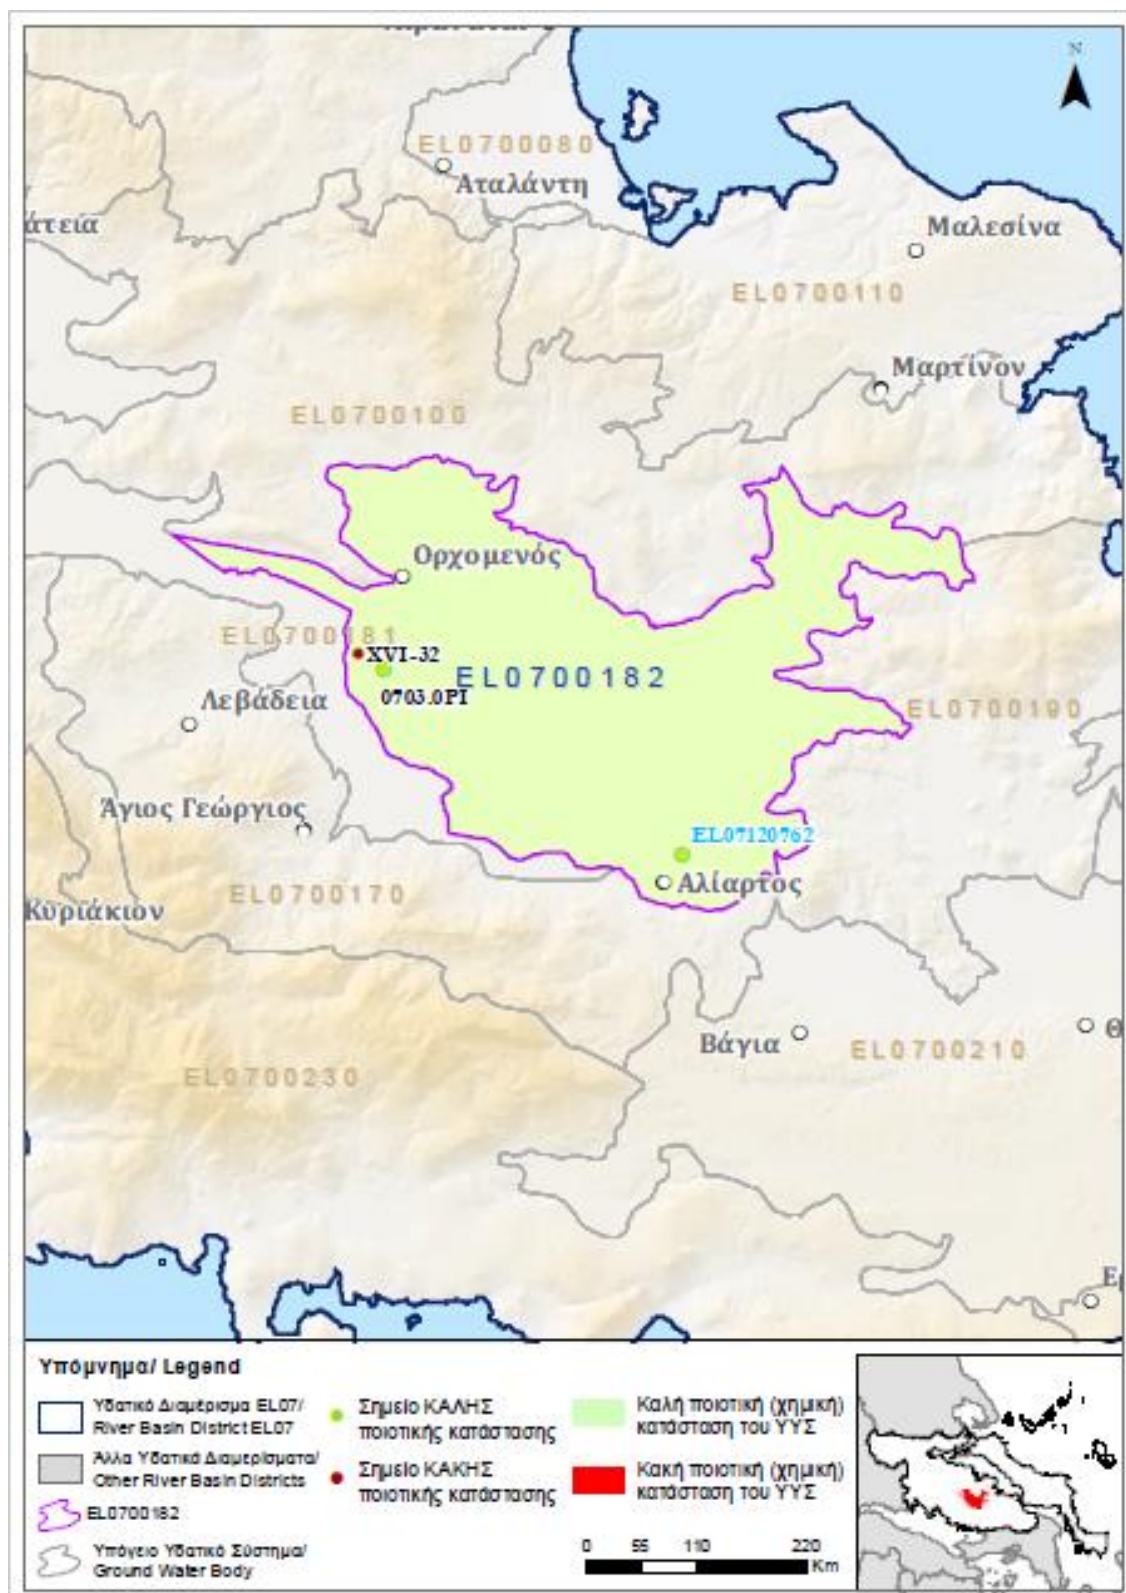 N
EL0700080
Αταλάντη
άτεια
Μαλεσίνα
EL0700110
Μαρτίνον
EL0700100
Ορχομενός
EL0700181
XVI-32
EL0700182
0703.0PI
Λεβάδεια
EL0700190
Άγιος Γεώργιος
EL07120762
Αλίαρτος
EL0700170
Κυριάκιον
Βάγια
Θ
EL0700210
EL0700230
Ερ
Υπόμνημα/ Legend
Υδατικό Διαμέρισμα EL07/
River Basin District EL07
Άλλα Υδατικά Διαμερίσματα/
Other River Basin Districts
EL0700182
Υπόγειο Υδατικό Σύστημα/
Ground Water Body
Σημείο ΚΑΛΗΣ
ποιοτικής κατάστασης
Σημείο ΚΑΚΗΣ
ποιοτικής κατάστασης
Καλή ποιοτική (χημική)
κατάσταση του ΥΥΣ
Κακή ποιοτική (χημική)
κατάσταση του ΥΥΣ
0 55 110 220
Km